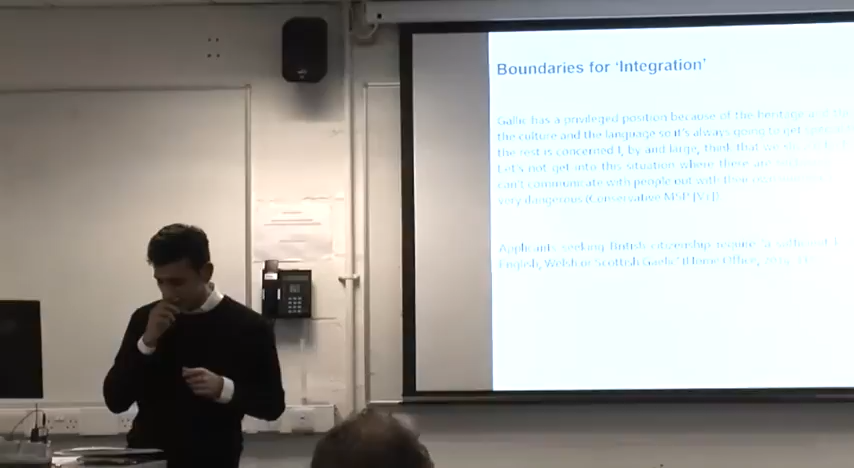 Boundaries for 'Integration'
Gallic has a privileged position because of the heritage and the
the culture and the language so it's always going to get
the rest is concerned I, by and large, think that we
Let's not get into this situation where there are
can't communicate with people out with their own
very dangerous (Conservative MSP [V1])
Applicants seeking British citizenship require 'a sufficient
English, Welsh or Scottish Gaelic' (Home Office,